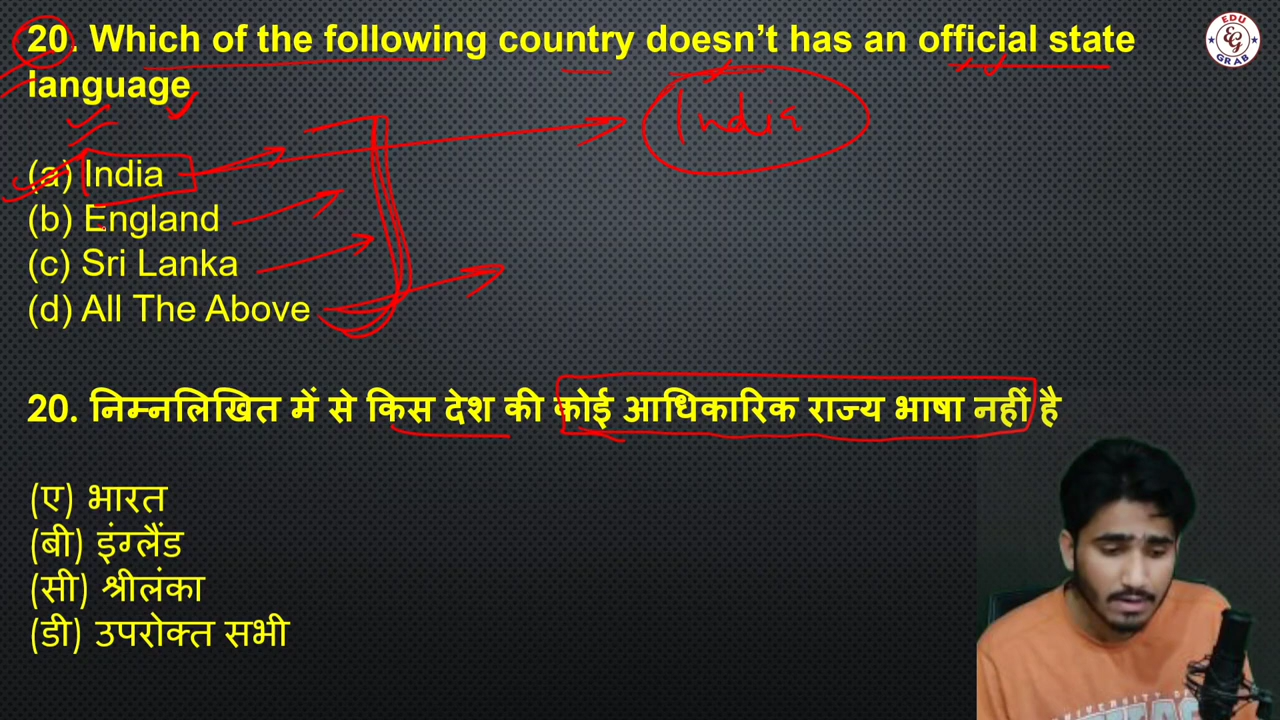 20. Which of the following country doesn't has an official state
language
India
(a) India
(b) England
(c) Sri Lanka
(d) All The Above
20. निम्नलिखित में से किस देश की कोई आधिकारिक राज्य भाषा नहीं है
(ए) भारत
(बी) इंग्लैंड
(सी) श्रीलंका
(डी) उपरोक्त सभी
EDU
EG
GRAB